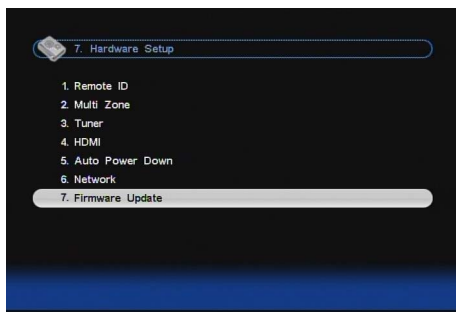 7. Hardware Setup
1. Remote ID
2. Multi Zone
3. Tuner
4. HDMI
5. Auto Power Down
6. Network
7. Firmware Update